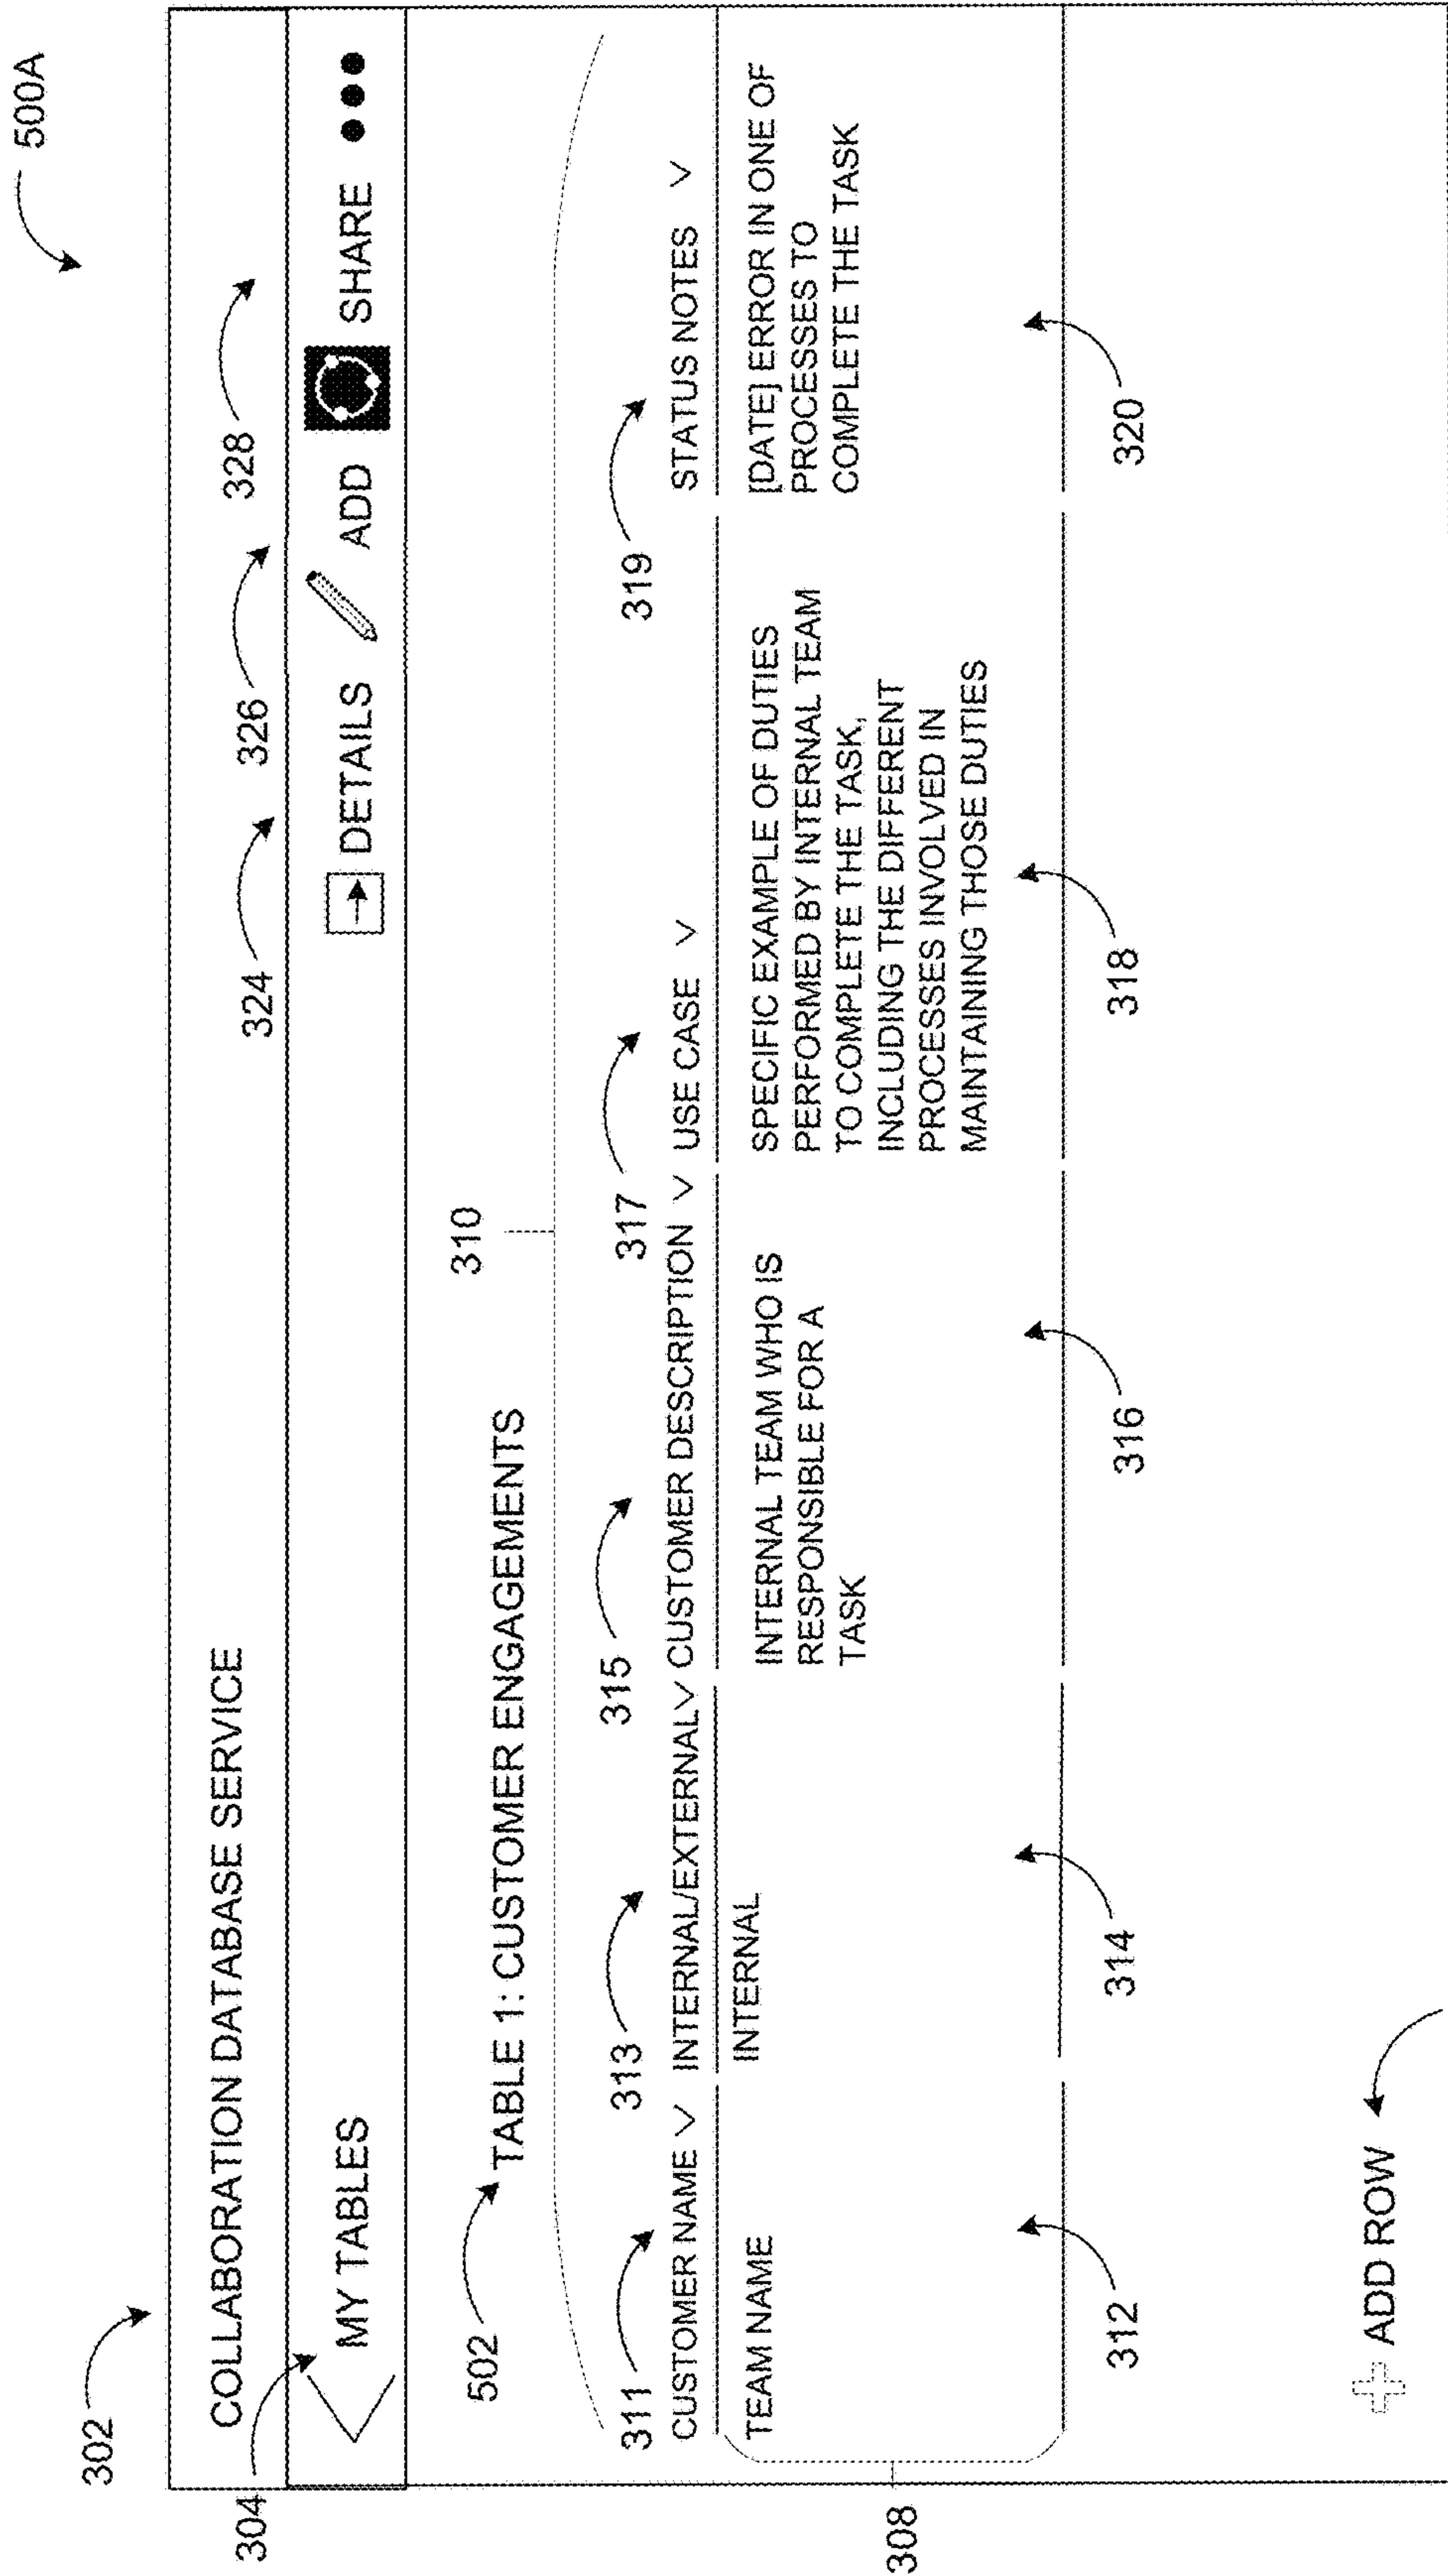 500A
302
COLLABORATION DATABASE SERVICE
304
324
326
328
MY TABLES
DETAILS
ADD
SHARE
310
502
TABLE 1: CUSTOMER ENGAGEMENTS
311
313
315
317
319
CUSTOMER NAME
INTERNAL/EXTERNAL
CUSTOMER DESCRIPTION
USE CASE
STATUS NOTES
308
TEAM NAME
INTERNAL
INTERNAL TEAM WHO IS
RESPONSIBLE FOR A
TASK
SPECIFIC EXAMPLE OF DUTIES
PERFORMED BY INTERNAL TEAM
TO COMPLETE THE TASK,
INCLUDING THE DIFFERENT
PROCESSES INVOLVED IN
MAINTAINING THOSE DUTIES
[DATE] ERROR IN ONE OF
PROCESSES TO
COMPLETE THE TASK
312
314
316
318
320
ADD ROW